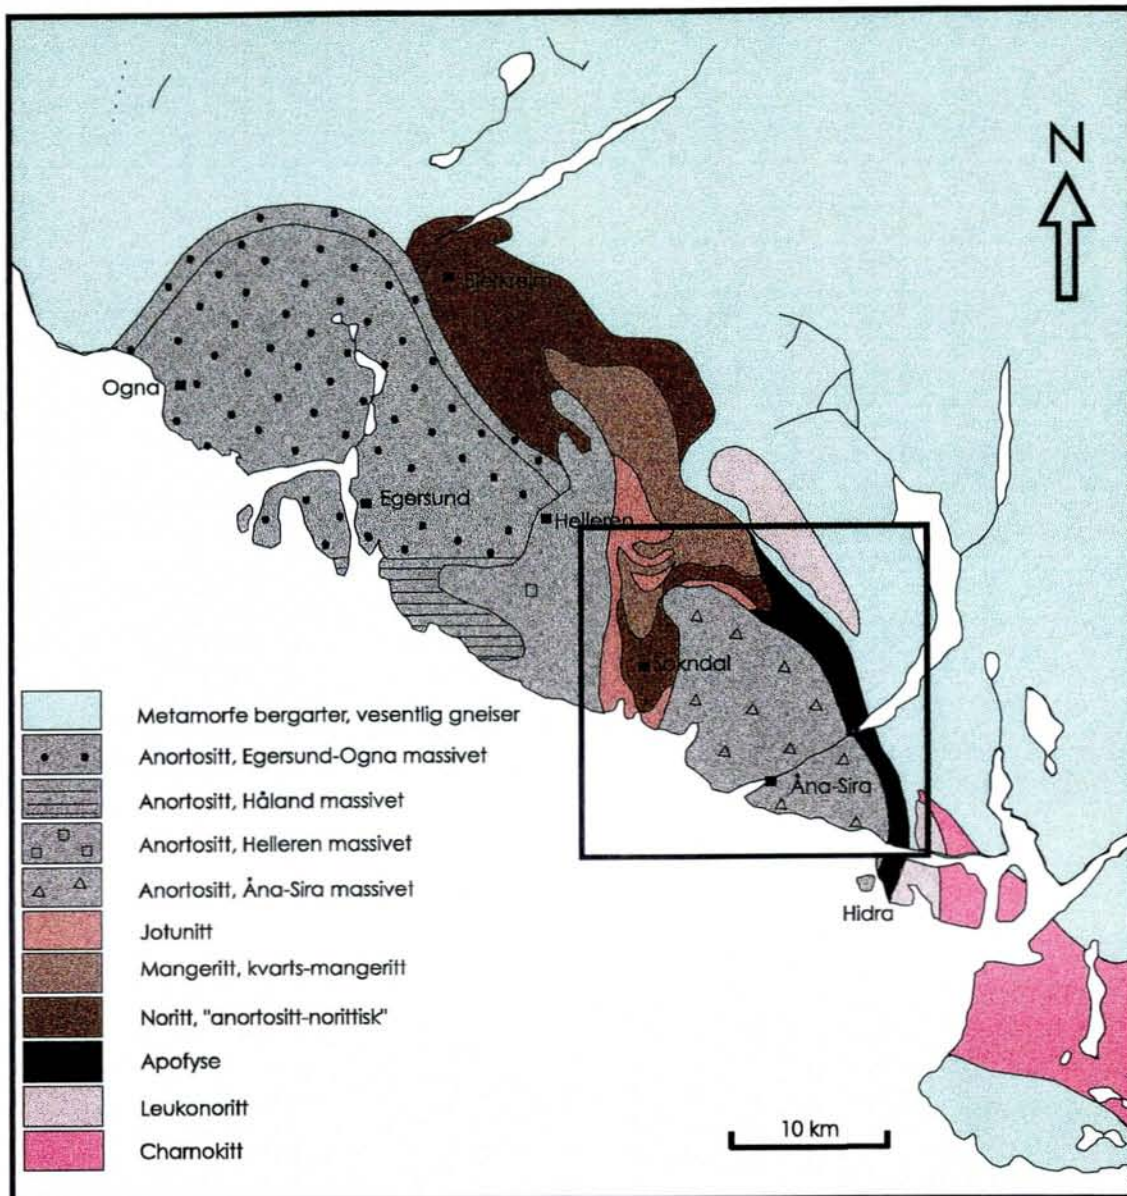 N
Bjerkreim
Ogna
Egersund
Helleren
Sokndal
Åna-Sira
Hidra
Metamorfe bergarter, vesentlig gneiser
Anortositt, Egersund-Ogna massivet
Anortositt, Håland massivet
Anortositt, Helleren massivet
Anortositt, Åna-Sira massivet
Jotunitt
Mangeritt, kvarts-mangeritt
Noritt, "anortositt-norittisk"
Apofyse
Leukonoritt
Charnokitt
10 km